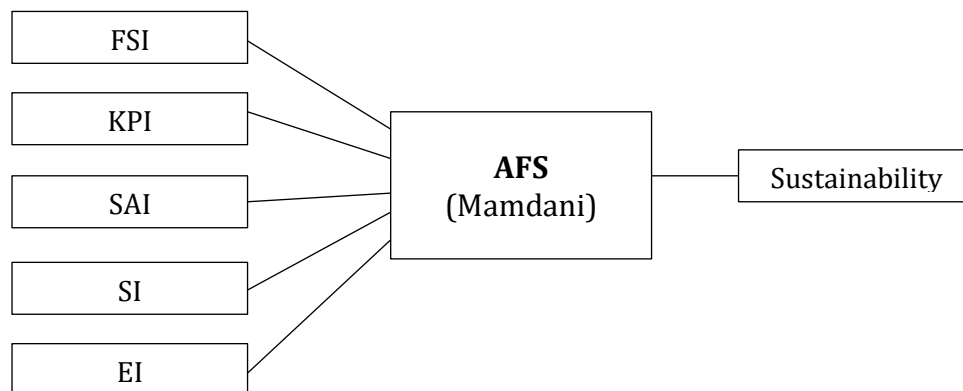 FSI
KPI
SAI
SI
EI
AFS
(Mamdani)
Sustainability